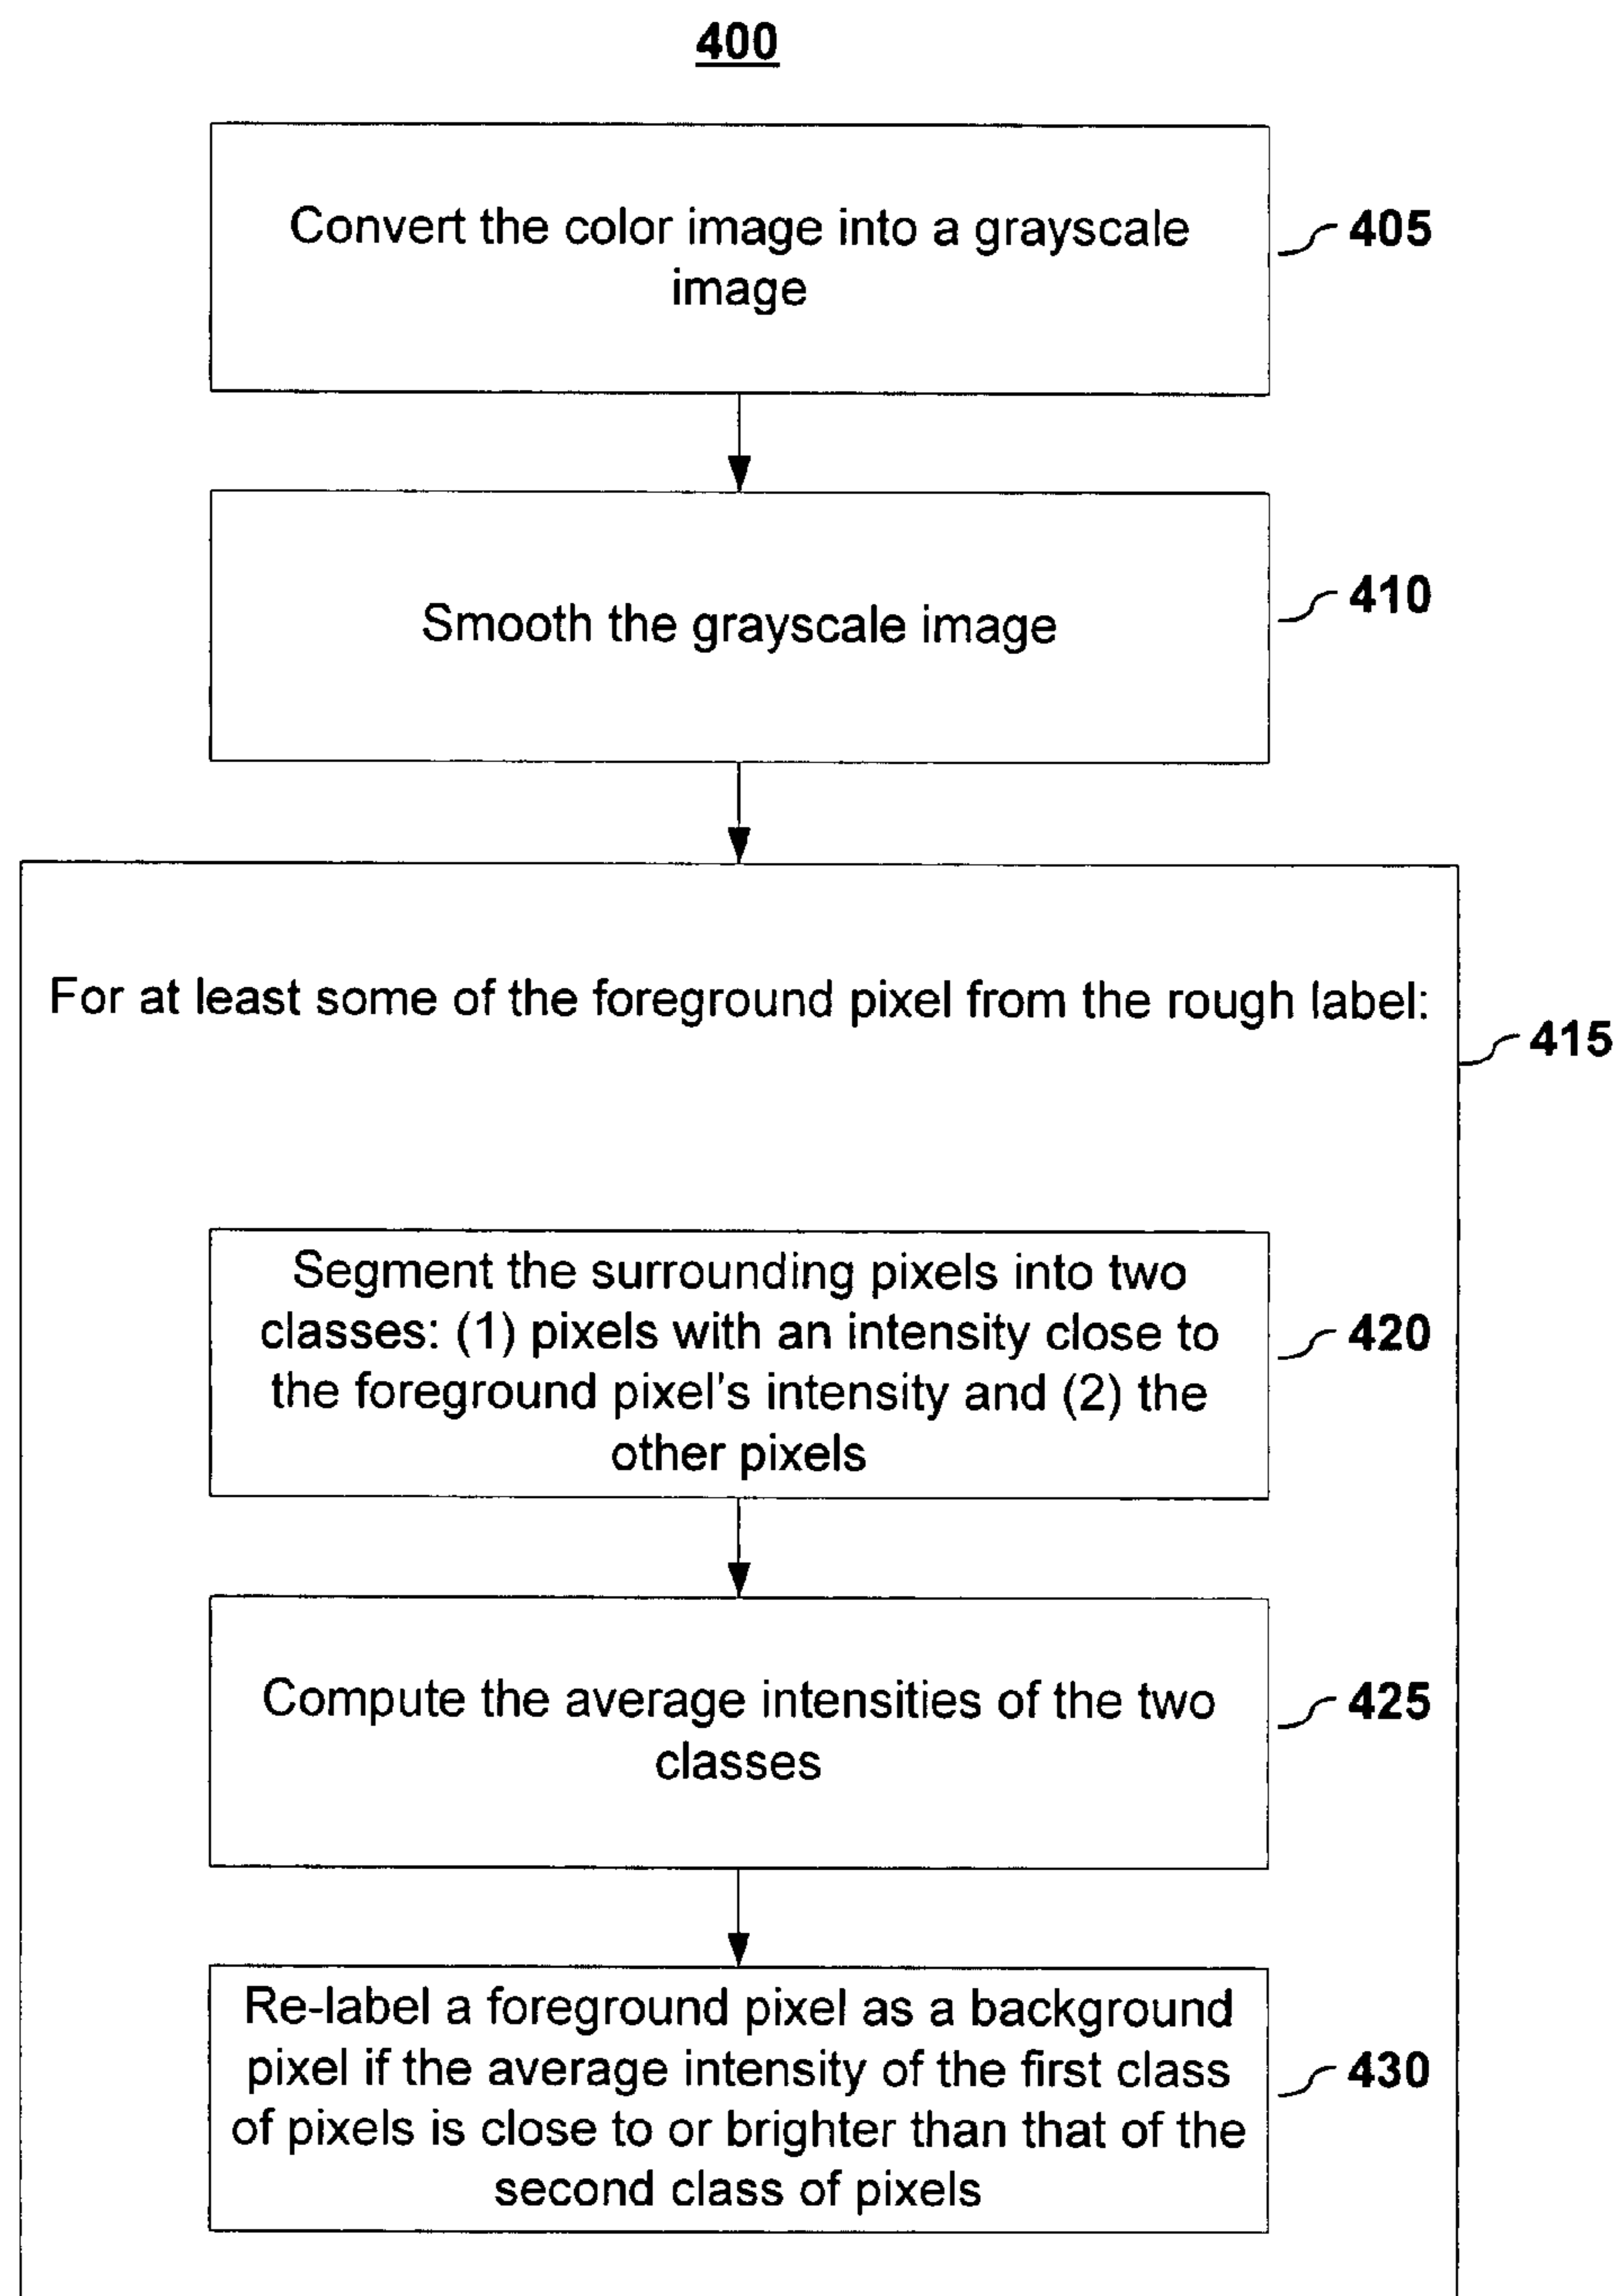 400
Convert the color image into a grayscale
image
405
Smooth the grayscale image
410
For at least some of the foreground pixel from the rough label:
415
Segment the surrounding pixels into two
classes: (1) pixels with an intensity close to
the foreground pixel's intensity and (2) the
other pixels
420
Compute the average intensities of the two
classes
425
Re-label a foreground pixel as a background
pixel if the average intensity of the first class
of pixels is close to or brighter than that of the
second class of pixels
430